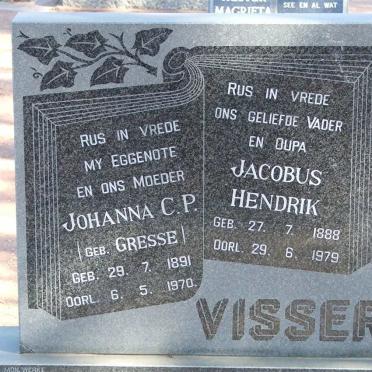 MAGRIETA
SEE EN AL WAT
RUS IN VREDE
MY EGGENOTE
EN ONS MOEDER
JOHANNA C.P.
(GEB. GRESSE)
GEB. 29. 7. 1891
OORL. 6. 5. 1970.
RUS IN VREDE
ONS GELIEFDE VADER
EN OUPA
JACOBUS
HENDRIK
GEB. 27. 7. 1888
OORL. 29. 6. 1979
VISSER